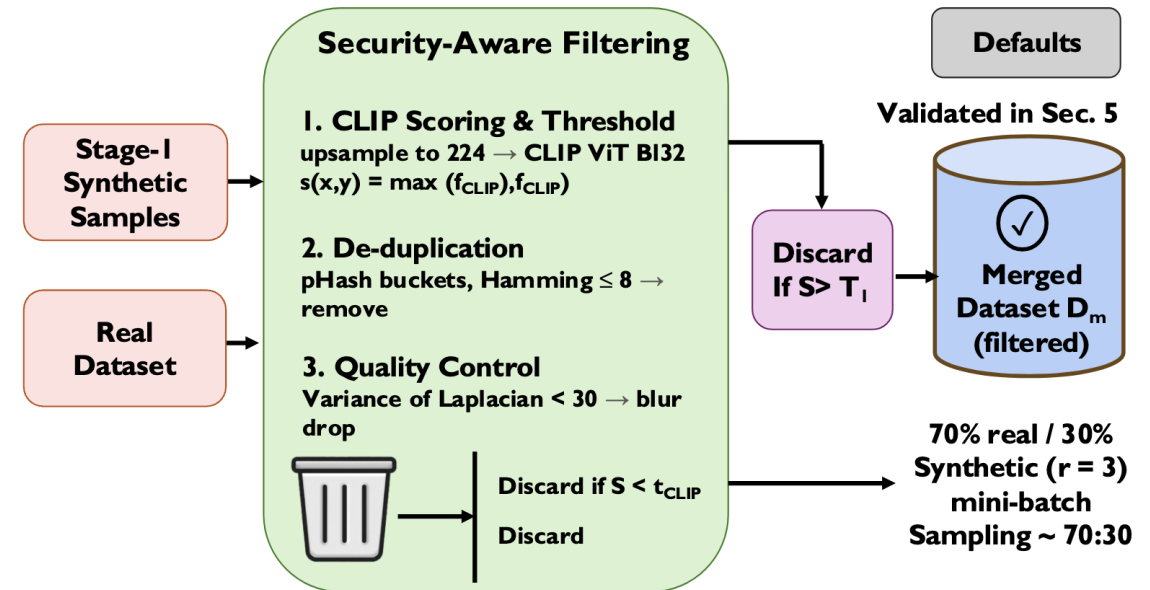 Security-Aware Filtering
Defaults
Validated in Sec. 5
Stage-1
Synthetic
Samples
Real
Dataset
1. CLIP Scoring & Threshold
upsample to 224 → CLIP ViT BI32
s(x,y) = max (fCLIP),fCLIP)
2. De-duplication
pHash buckets, Hamming ≤ 8 →
remove
3. Quality Control
Variance of Laplacian < 30 → blur
drop
Discard if S < tCLIP
Discard
Discard
If S> T1
Merged
Dataset Dm
(filtered)
70% real / 30%
Synthetic (r = 3)
mini-batch
Sampling ~ 70:30